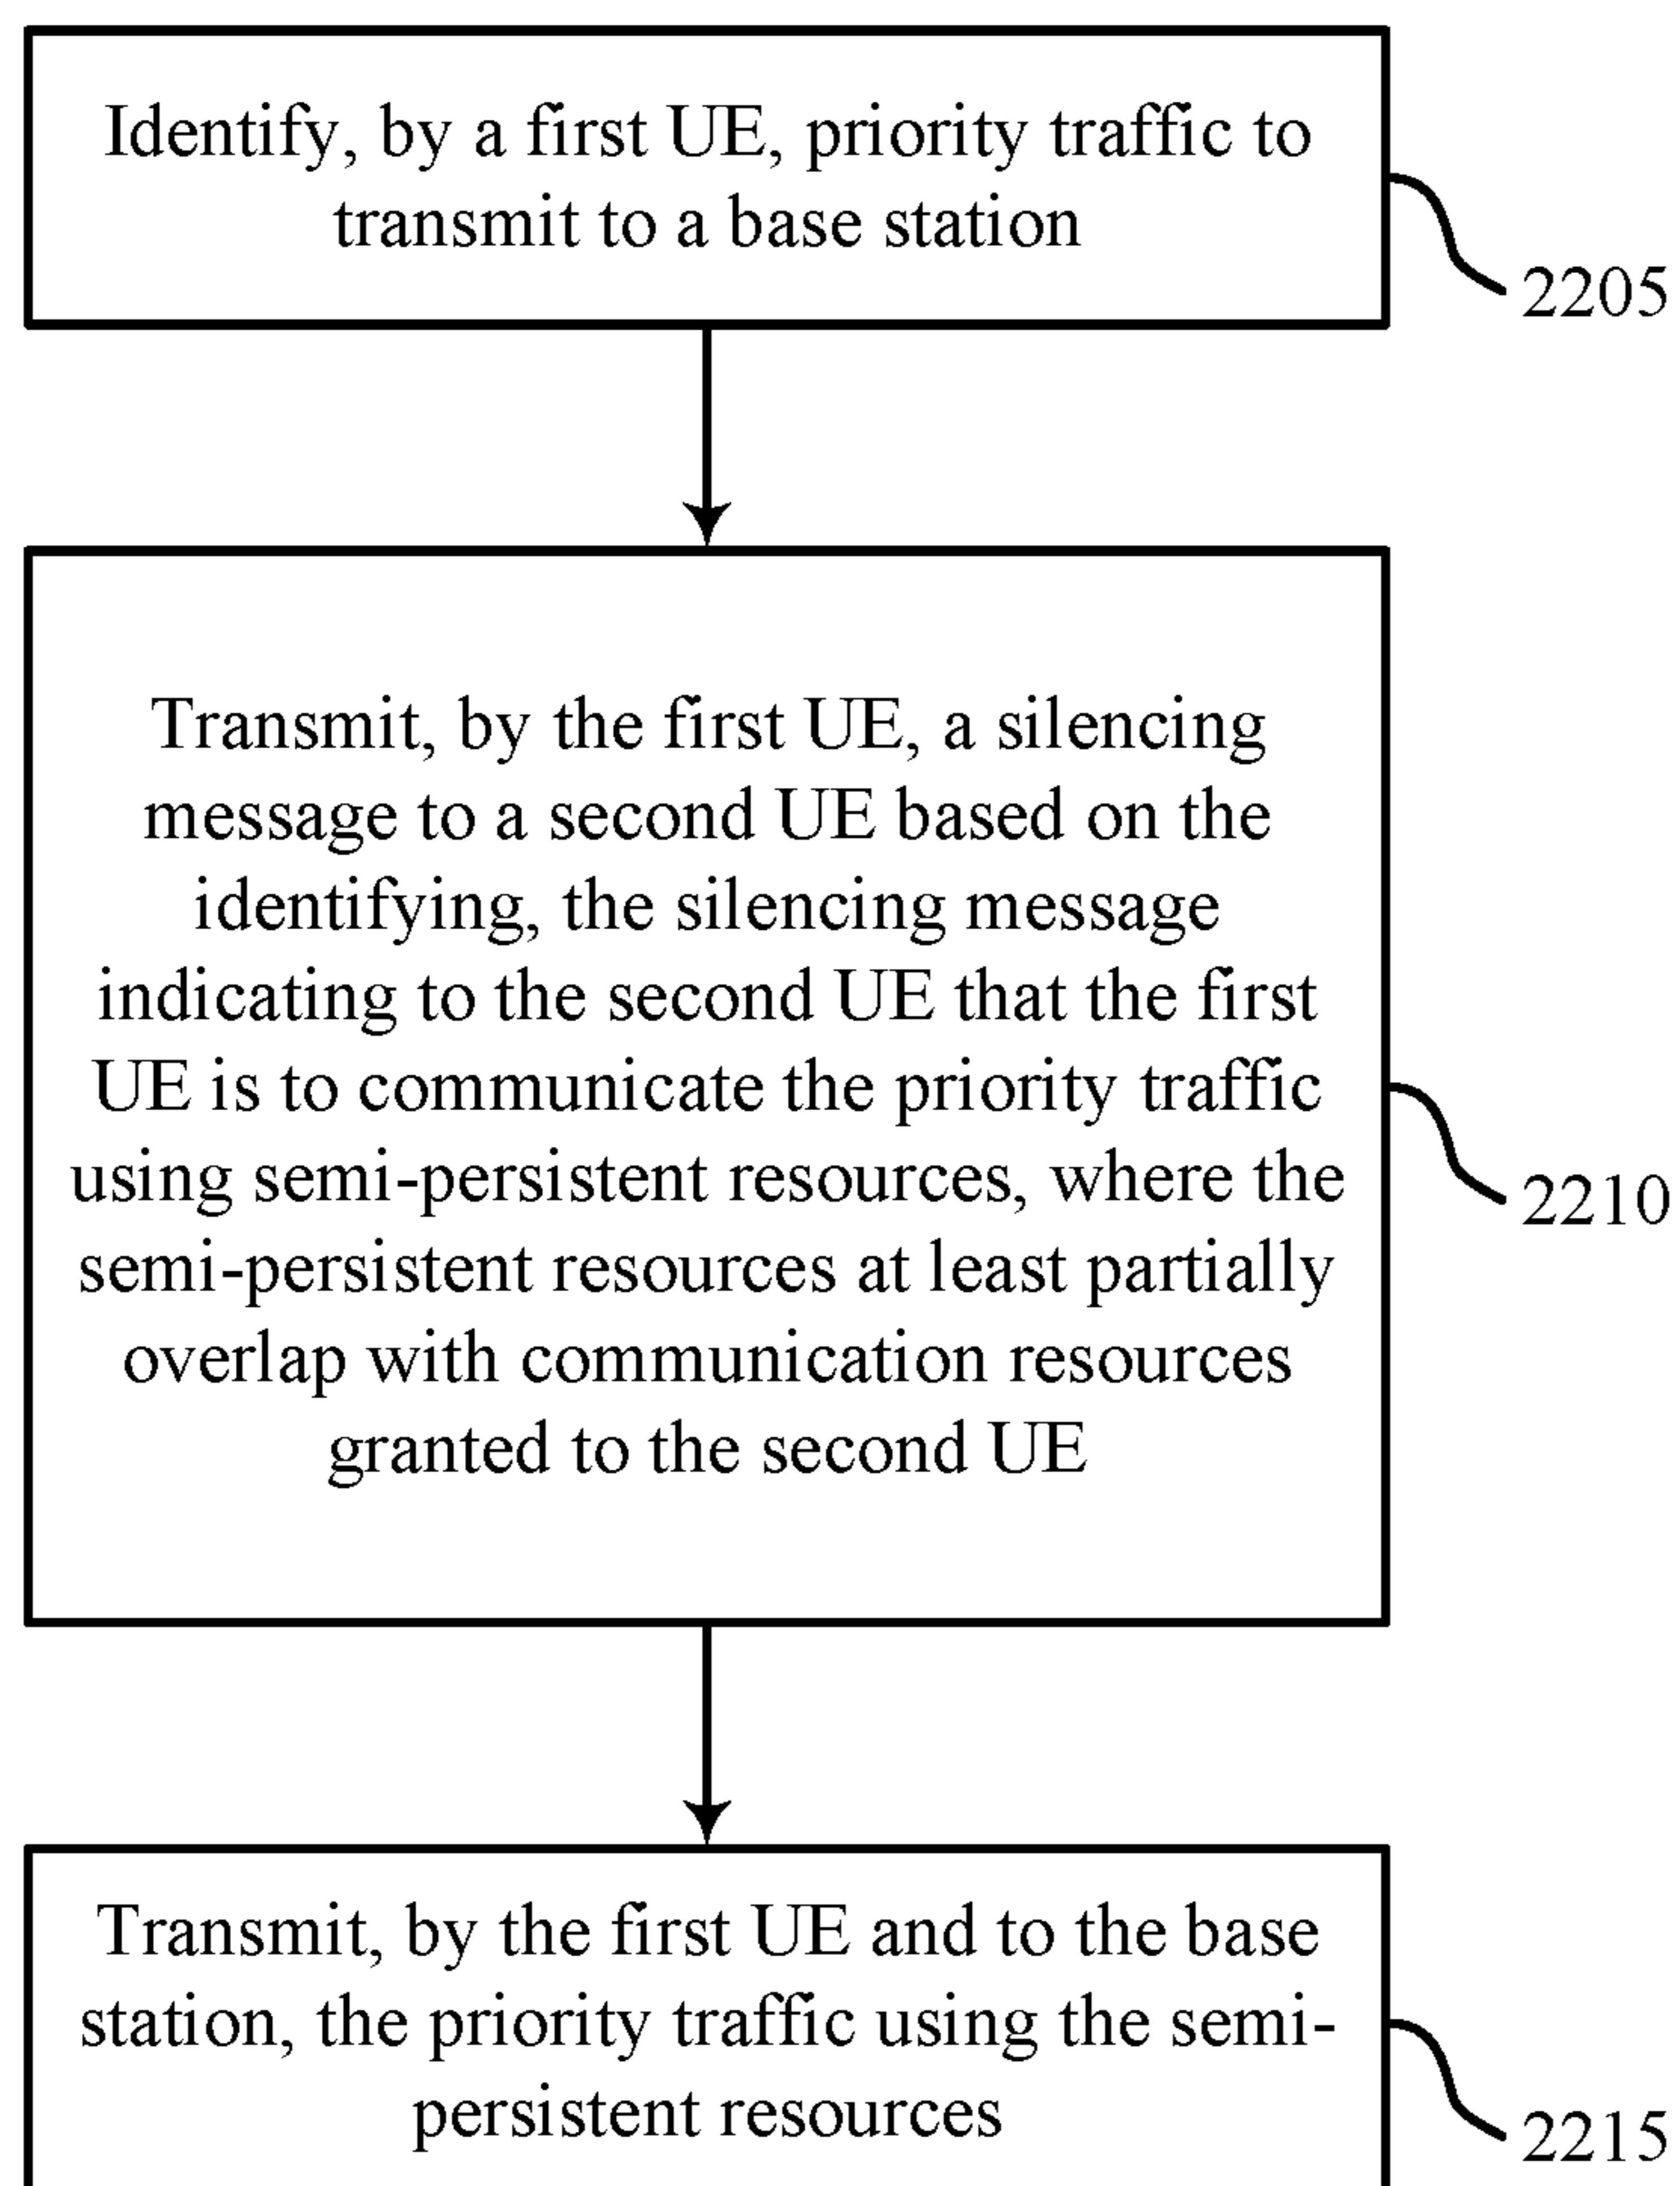 Identify, by a first UE, priority traffic to
transmit to a base station
2205
Transmit, by the first UE, a silencing
message to a second UE based on the
identifying, the silencing message
indicating to the second UE that the first
UE is to communicate the priority traffic
using semi-persistent resources, where the
semi-persistent resources at least partially
overlap with communication resources
granted to the second UE
2210
Transmit, by the first UE and to the base
station, the priority traffic using the semi-
persistent resources
2215